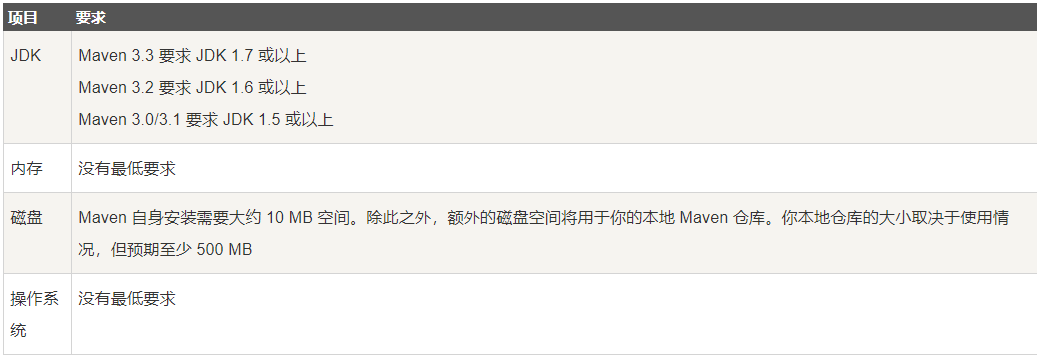 项目 要求
JDK Maven 3.3 要求 JDK 1.7 或以上
Maven 3.2 要求 JDK 1.6 或以上
Maven 3.0/3.1 要求 JDK 1.5 或以上
内存 没有最低要求
磁盘 Maven 自身安装需要大约 10 MB 空间。除此之外，额外的磁盘空间将用于你的本地 Maven 仓库。你本地仓库的大小取决于使用情
况，但预期至少 500 MB
操作系 没有最低要求
统